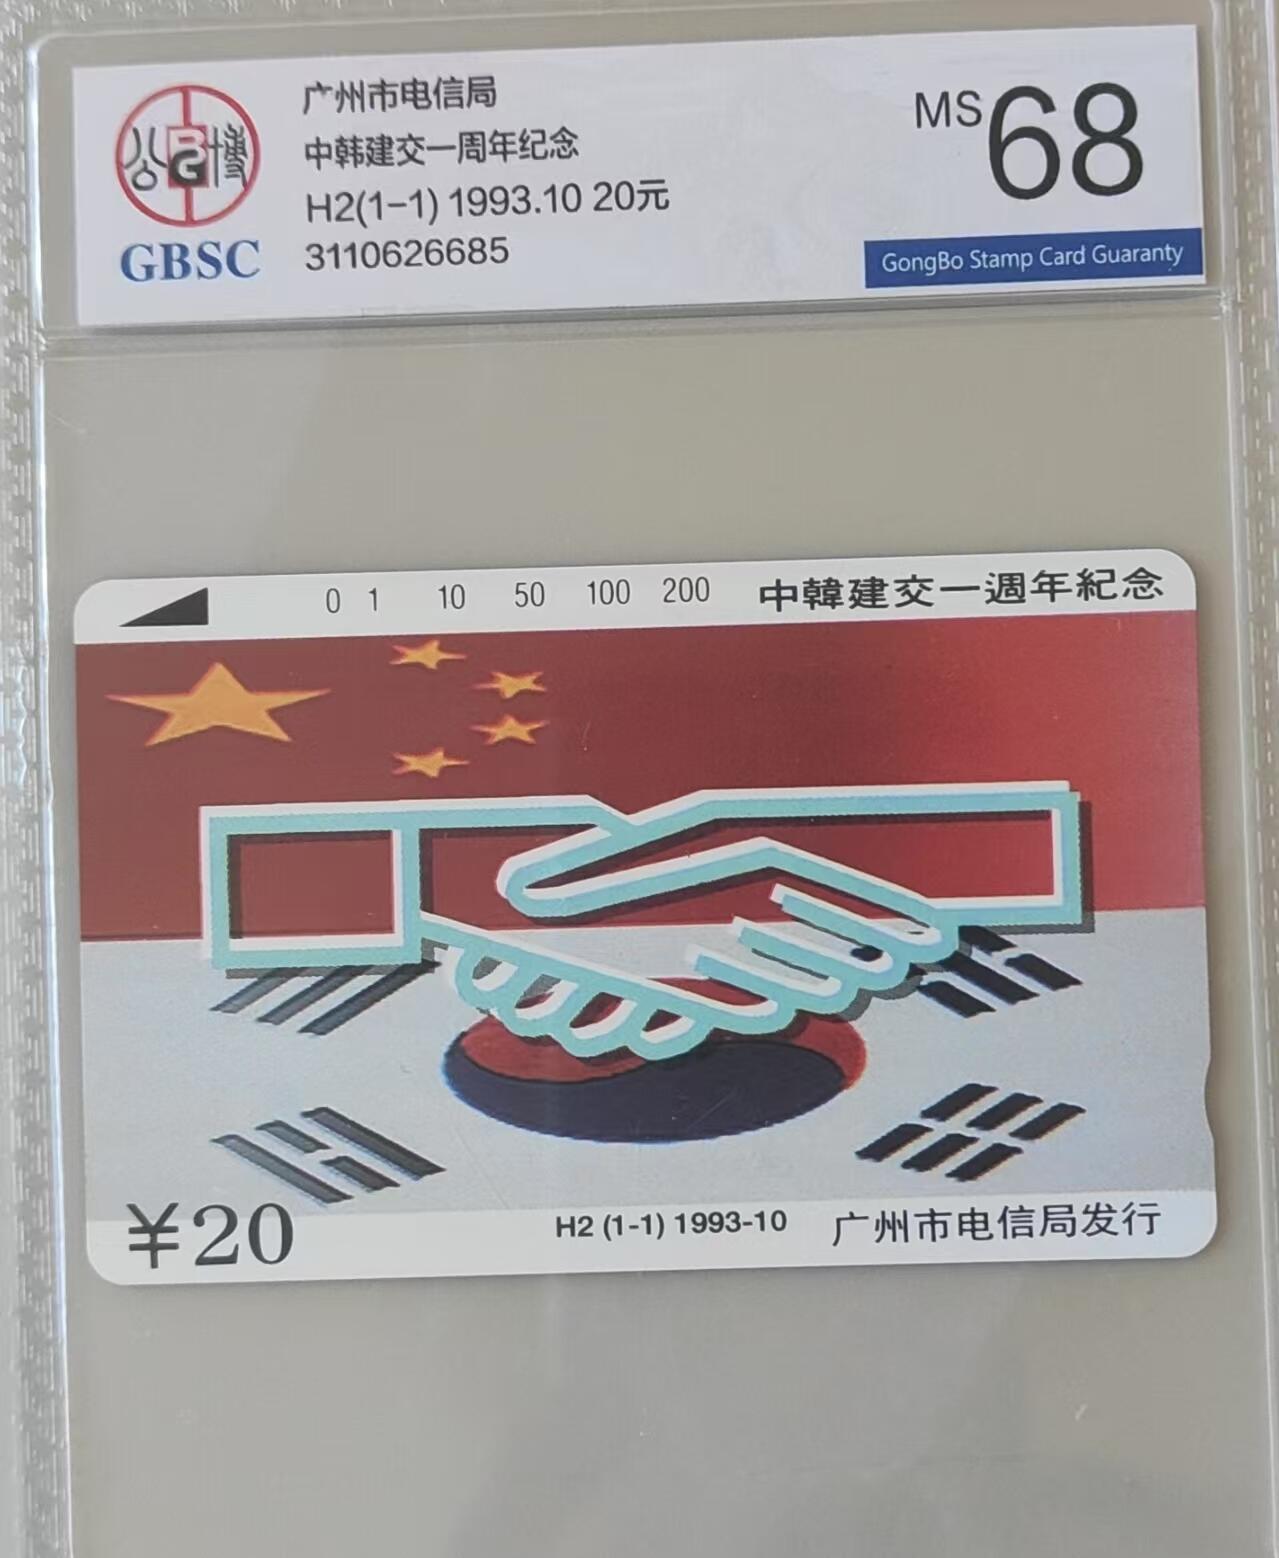 公博
BG
GBSC
广州市电信局
中韩建交一周年纪念
H2(1-1) 1993.10 20元
3110626685
MS 68
GongBo Stamp Card Guaranty
0 1 10 50 100 200 中韓建交一週年紀念
¥20 H2 (1-1) 1993-10 广州市电信局发行